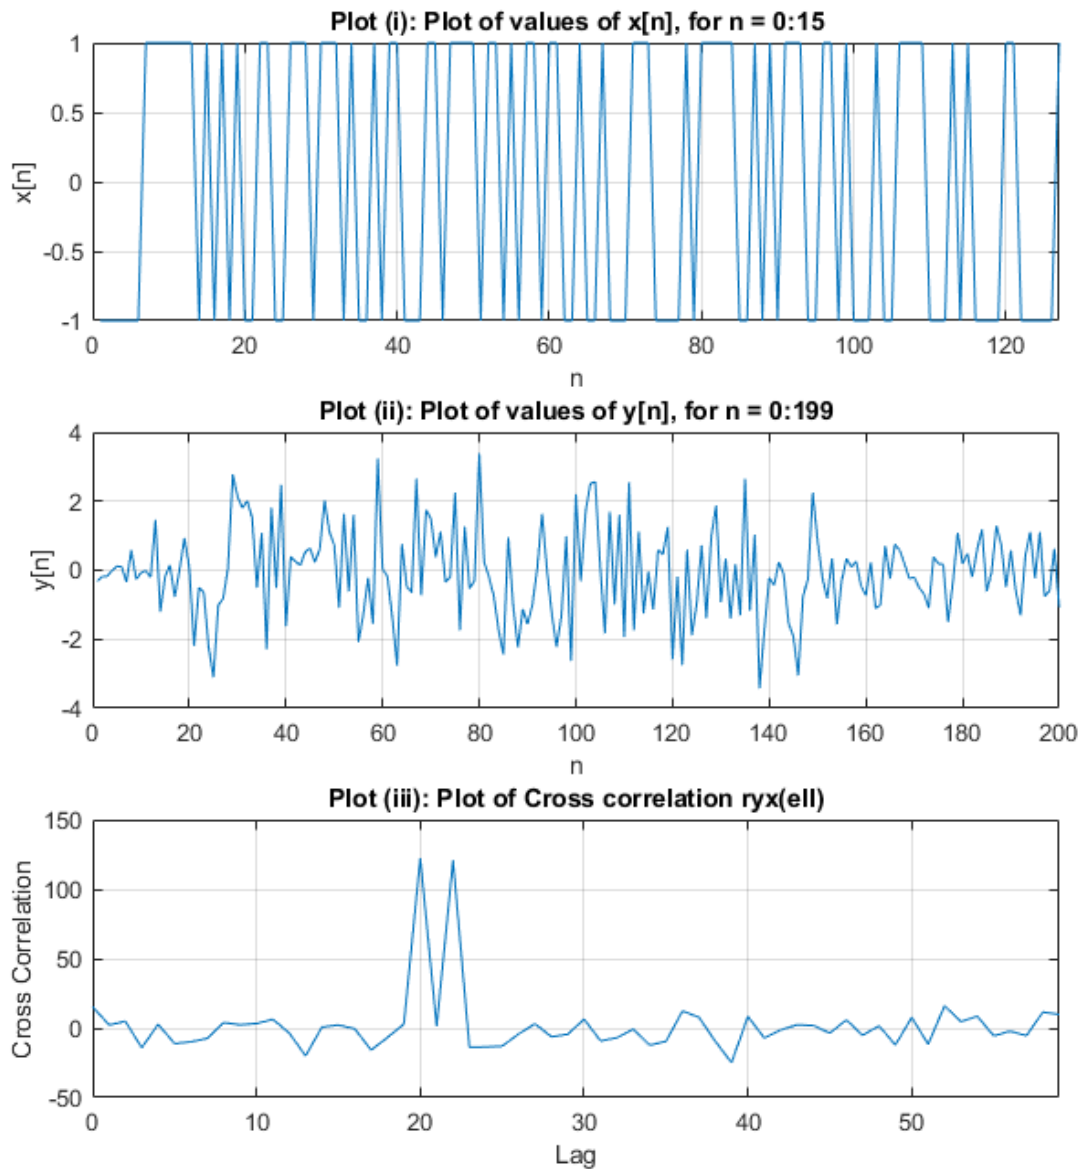 Plot (i): Plot of values of x[n], for n = 0:15
1
0.5
0
-0.5
-1
x[n]
0 20 40 60 80 100 120
n
Plot (ii): Plot of values of y[n], for n = 0:199
4
2
0
-2
-4
y[n]
0 20 40 60 80 100 120 140 160 180 200
n
Plot (iii): Plot of Cross correlation ryx(ell)
150
100
50
0
-50
Cross Correlation
0 10 20 30 40 50
Lag